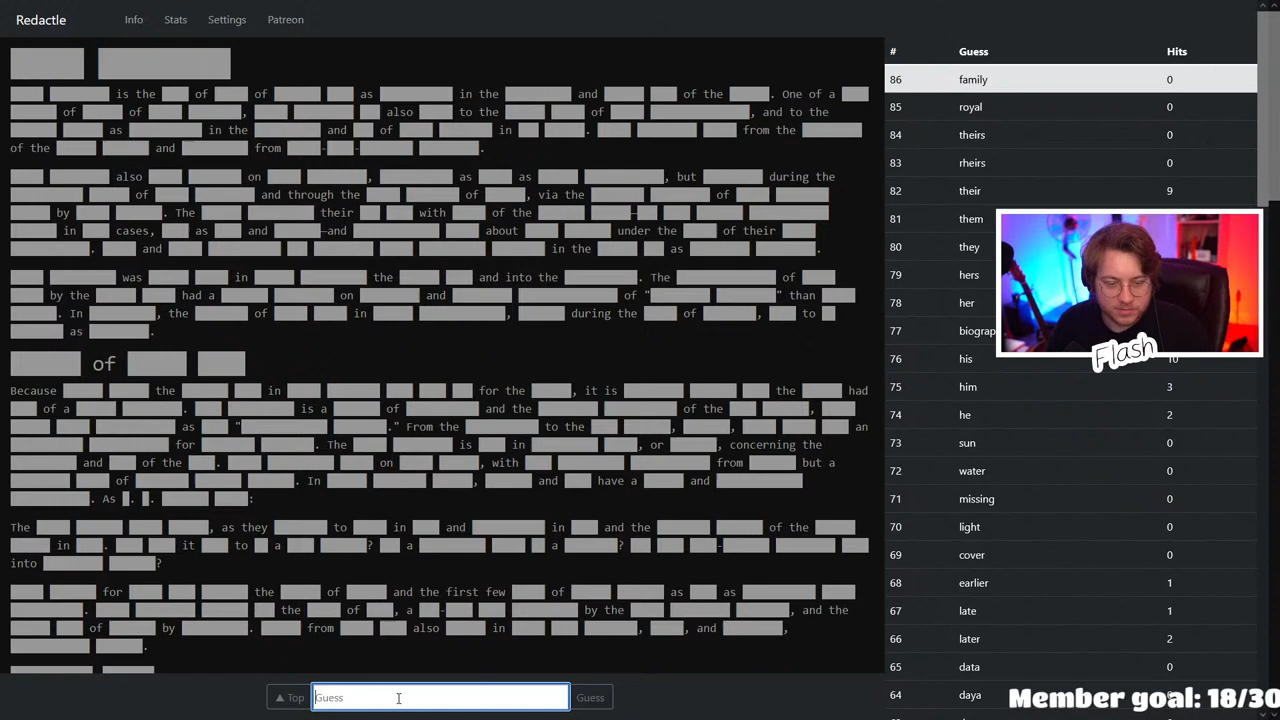 Redactle Info Stats Settings Patreon
is the of of as in the and of the . One of a
of of of , also to the of , and to the
as in the and of in . from the
of the and from - - .
also on , as as , but during the
of and through the of , via the of
by . The their with of the –
in cases, as and — and about under the of their
. and in the as .
was in the and into the . The of
by the had a on and of " " than
. In , the of in , during the of , to
as .
of
Because the in for the , it is the had
of a . is a of and the of the ,
as " ." From the to the , , an
for . The is in , or , concerning the
and of the . on , with from but a
of . In , and have a and
. As . . :
The , as they to in and in and the of the
in . it to a ? a a ? -
into ?
for the of and the first few of as as
. the of , a - by the , and the
of by . from also in , , and ,
.
▲ Top Guess Guess
# Guess Hits
86 family 0
85 royal 0
84 theirs 0
83 rheirs 0
82 their 9
81 them
80 they
79 hers
78 her
77 biograp
76 his 10
75 him 3
74 he 2
73 sun 0
72 water 0
71 missing 0
70 light 0
69 cover 0
68 earlier 1
67 late 1
66 later 2
65 data 0
64 daya
Flash
Member goal: 18/30